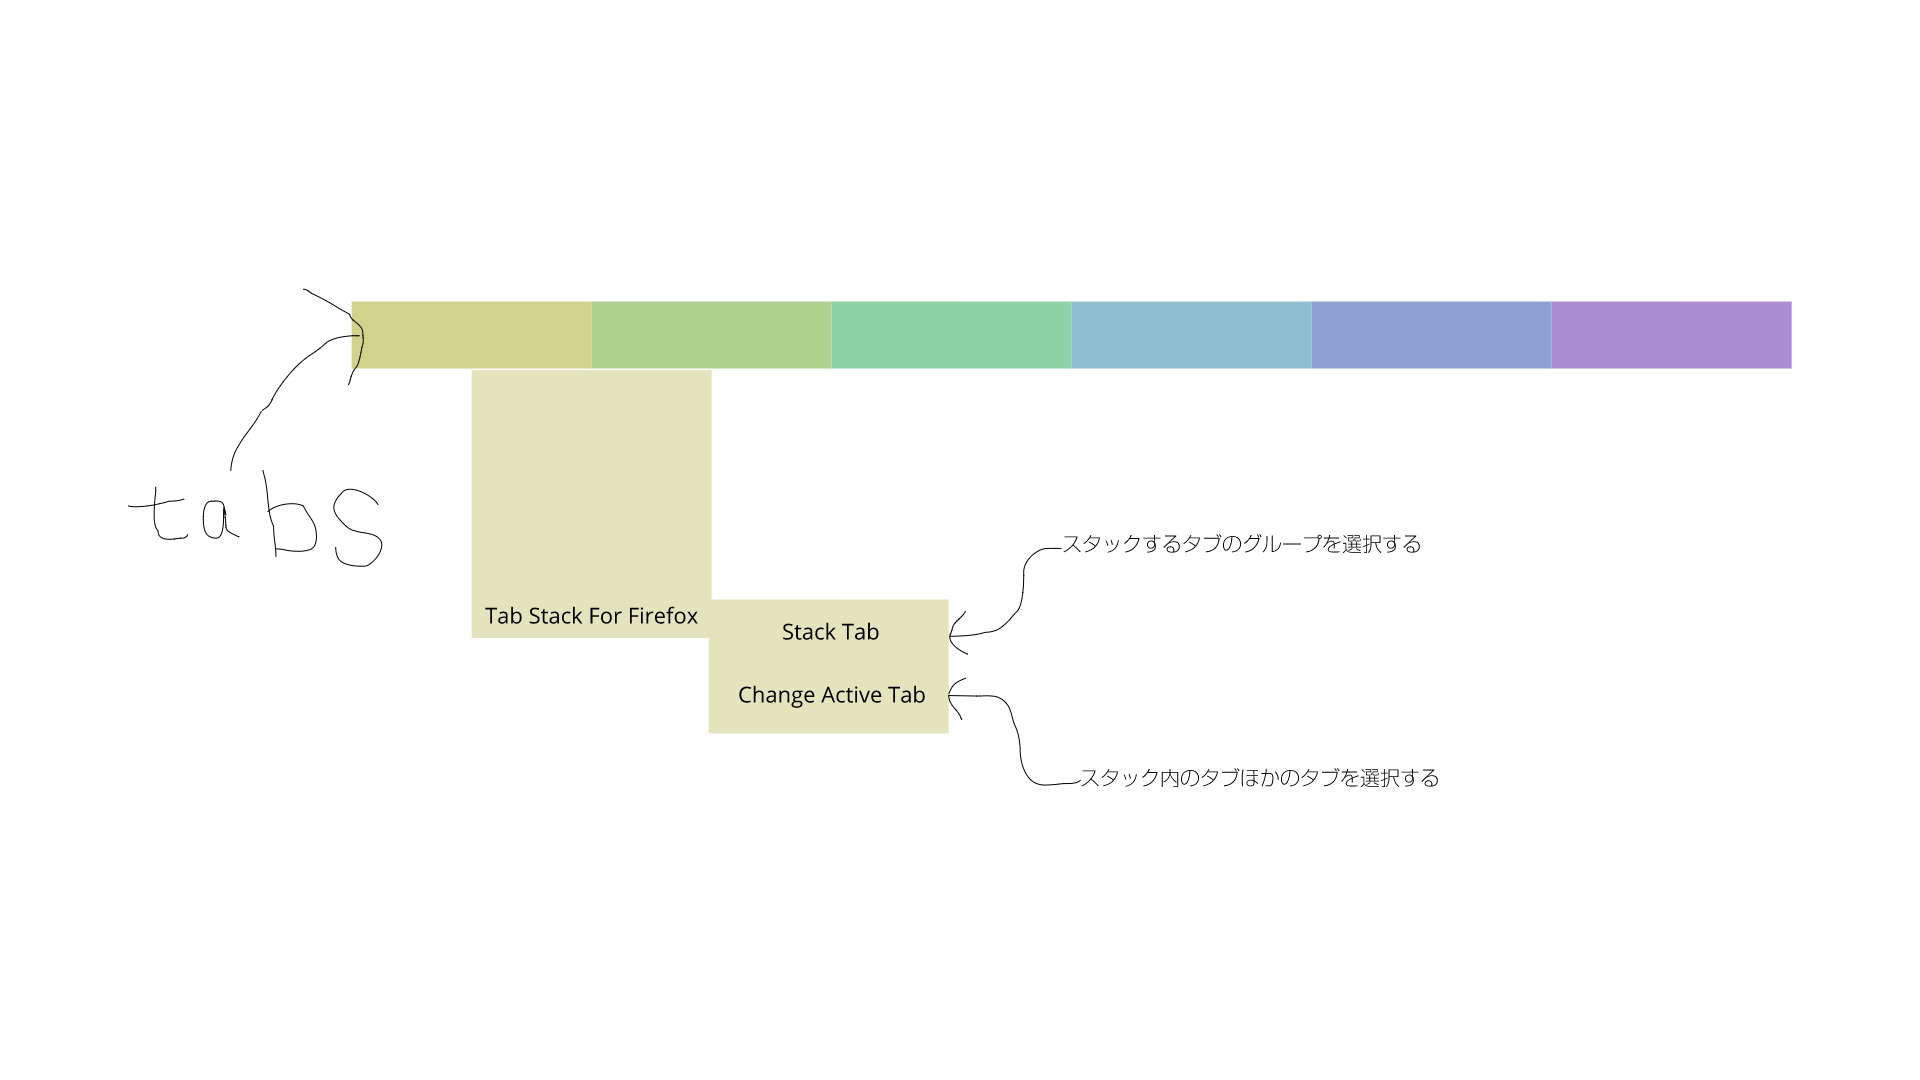 tabs
スタックするタブのグループを選択する
Tab Stack For Firefox
Stack Tab
Change Active Tab
スタック内のタブほかのタブを選択する